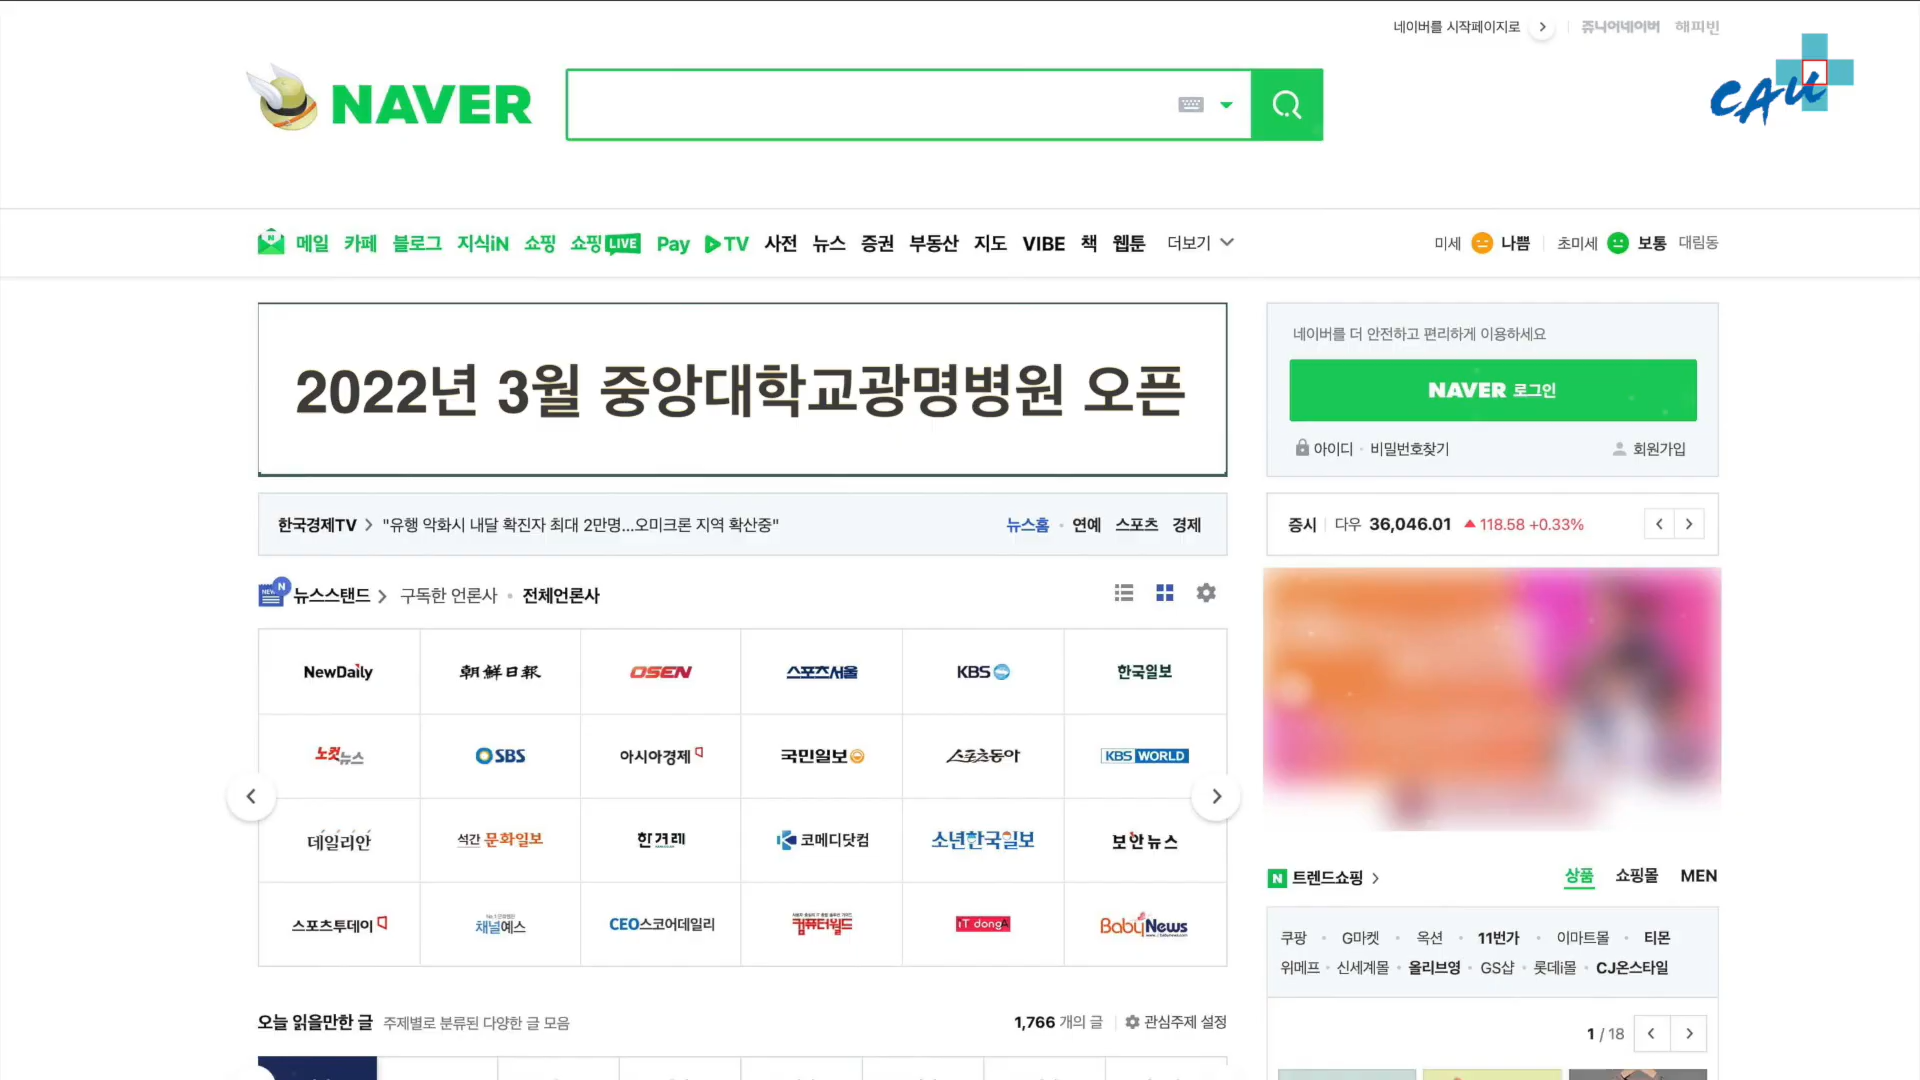 네이버를 시작페이지로
쥬니어네이버 해피빈
CAU
NAVER
메일 카페 블로그 지식iN 쇼핑 쇼핑LIVE Pay TV 사전 뉴스 증권 부동산 지도 VIBE 책 웹툰 더보기
미세 나쁨 초미세 보통 대림동
2022년 3월 중앙대학교광명병원 오픈
네이버를 더 안전하고 편리하게 이용하세요
NAVER 로그인
아이디 · 비밀번호찾기 회원가입
한국경제TV > "유행 악화시 내달 확진자 최대 2만명...오미크론 지역 확산중"
뉴스홈 · 연예 스포츠 경제
증시 다우 36,046.01 ▲ 118.58 +0.33%
뉴스스탠드 > 구독한 언론사 · 전체언론사
NewDaily 朝鮮日報 OSEN 스포츠서울 KBS 한국일보
노컷뉴스 SBS 아시아경제 국민일보 스포츠동아 KBS WORLD
데일리안 석간 문화일보 한겨레 코메디닷컴 소년한국일보 보안뉴스
스포츠투데이 채널예스 CEO스코어데일리 컴퓨터월드 iT dongA BabyNews
N 트렌드쇼핑 >
상품 쇼핑몰 MEN
쿠팡 · G마켓 · 옥션 · 11번가 · 이마트몰 · 티몬
위메프 · 신세계몰 · 올리브영 · GS샵 · 롯데i몰 · CJ온스타일
오늘 읽을만한 글 주제별로 분류된 다양한 글 모음
1,766 개의 글 관심주제 설정
1 / 18